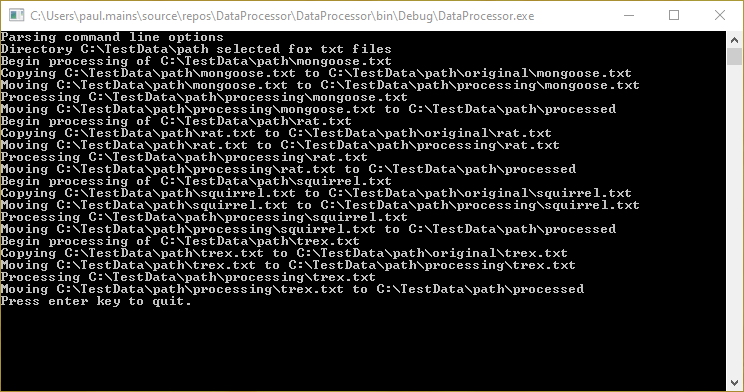 C:\Users\paul.mains\source\repos\DataProcessor\DataProcessor\bin\Debug\DataProcessor.exe
Parsing command line options
Directory C:\TestData\path selected for txt files
Begin processing of C:\TestData\path\mongoose.txt
Copying C:\TestData\path\mongoose.txt to C:\TestData\path\original\mongoose.txt
Moving C:\TestData\path\mongoose.txt to C:\TestData\path\processing\mongoose.txt
Processing C:\TestData\path\processing\mongoose.txt
Moving C:\TestData\path\processing\mongoose.txt to C:\TestData\path\processed
Begin processing of C:\TestData\path\rat.txt
Copying C:\TestData\path\rat.txt to C:\TestData\path\original\rat.txt
Moving C:\TestData\path\rat.txt to C:\TestData\path\processing\rat.txt
Processing C:\TestData\path\processing\rat.txt
Moving C:\TestData\path\processing\rat.txt to C:\TestData\path\processed
Begin processing of C:\TestData\path\squirrel.txt
Copying C:\TestData\path\squirrel.txt to C:\TestData\path\original\squirrel.txt
Moving C:\TestData\path\squirrel.txt to C:\TestData\path\processing\squirrel.txt
Processing C:\TestData\path\processing\squirrel.txt
Moving C:\TestData\path\processing\squirrel.txt to C:\TestData\path\processed
Begin processing of C:\TestData\path\trex.txt
Copying C:\TestData\path\trex.txt to C:\TestData\path\original\trex.txt
Moving C:\TestData\path\trex.txt to C:\TestData\path\processing\trex.txt
Processing C:\TestData\path\processing\trex.txt
Moving C:\TestData\path\processing\trex.txt to C:\TestData\path\processed
Press enter key to quit.